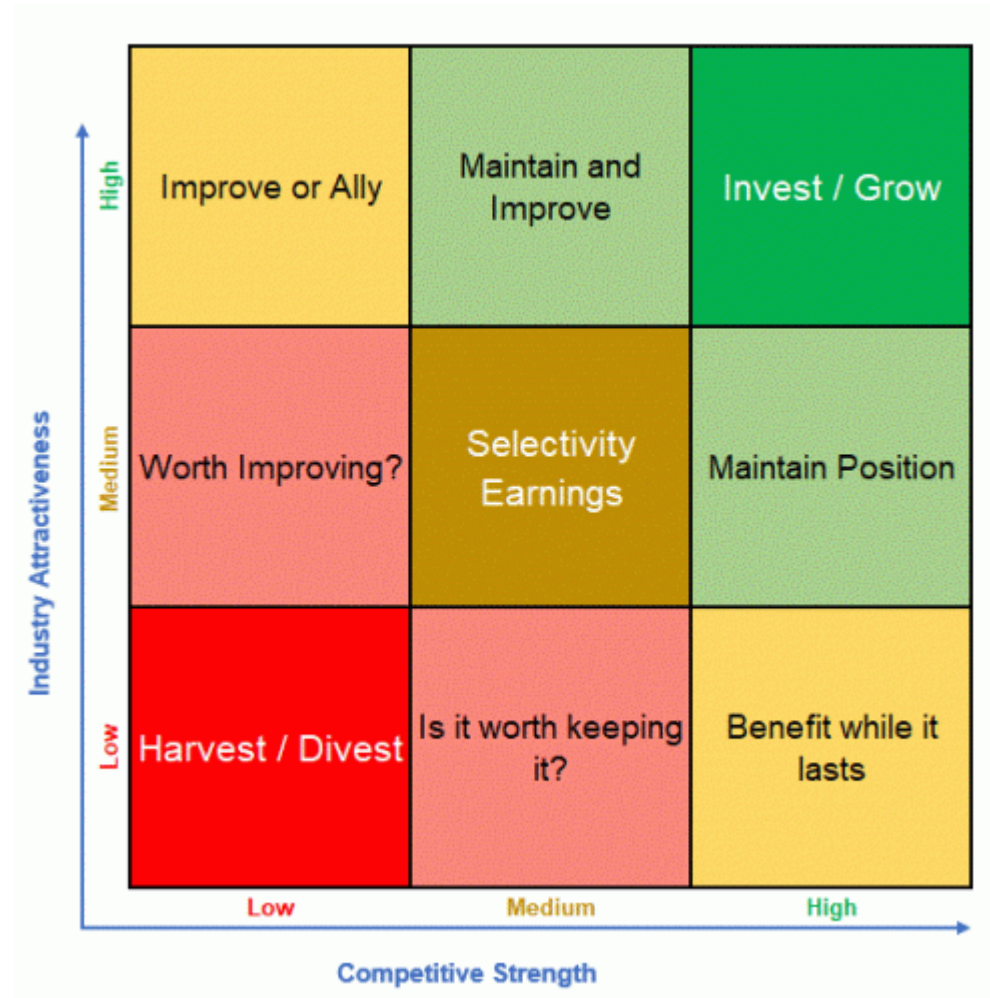 Improve or Ally
Maintain and
Improve
Invest / Grow
High
Worth Improving?
Selectivity
Earnings
Maintain Position
Medium
Industry Attractiveness
Harvest / Divest
Is it worth keeping
it?
Benefit while it
lasts
Low
Low
Medium
High
Competitive Strength